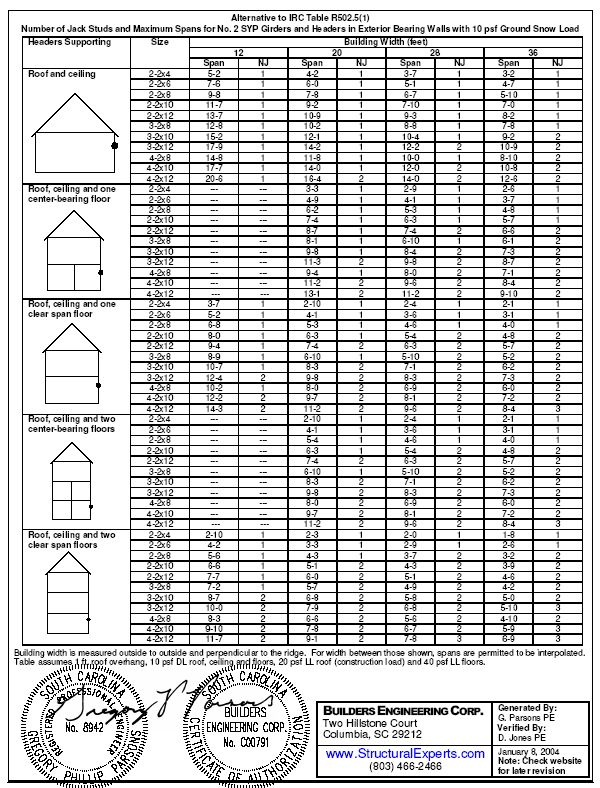 Alternative to IRC Table R502.5(1)
Number of Jack Studs and Maximum Spans for No. 2 SYP Girders and Headers in Exterior Bearing Walls with 10 psf Ground Snow Load
Headers Supporting Size Building Width (feet)
12 20 28 36
Span NJ Span NJ Span NJ Span NJ
Roof and ceiling 2-2x4 5-2 1 4-2 1 3-7 1 3-2 1
2-2x6 7-6 1 6-0 1 5-1 1 4-7 1
2-2x8 9-8 1 7-8 1 6-7 1 5-10 1
2-2x10 11-7 1 9-2 1 7-10 1 7-0 1
2-2x12 13-7 1 10-9 1 9-3 1 8-2 1
3-2x8 12-8 1 10-2 1 8-8 1 7-8 1
3-2x10 15-2 1 12-1 1 10-4 1 9-2 2
3-2x12 17-9 1 14-2 1 12-2 2 10-9 2
4-2x8 14-8 1 11-8 1 10-0 1 8-10 1
4-2x10 17-7 1 14-0 1 12-0 2 10-8 2
4-2x12 20-6 1 16-4 2 14-0 2 12-6 2
Roof, ceiling and one 2-2x4 --- --- 3-3 1 2-9 1 2-6 1
center-bearing floor 2-2x6 --- --- 4-9 1 4-1 1 3-7 1
2-2x8 --- --- 6-2 1 5-3 1 4-8 1
2-2x10 --- --- 7-4 1 6-3 1 5-7 1
2-2x12 --- --- 8-7 1 7-4 2 6-6 2
3-2x8 --- --- 8-1 1 6-10 1 6-1 2
3-2x10 --- --- 9-8 1 8-4 2 7-3 2
3-2x12 --- --- 11-3 2 9-8 2 8-7 2
4-2x8 --- --- 9-4 1 8-0 2 7-1 2
4-2x10 --- --- 11-2 2 9-6 2 8-4 2
4-2x12 --- --- 13-1 2 11-2 2 9-10 2
Roof, ceiling and one 2-2x4 3-7 1 2-10 1 2-4 1 2-1 1
clear span floor 2-2x6 5-2 1 4-1 1 3-6 1 3-1 1
2-2x8 6-8 1 5-3 1 4-6 1 4-0 1
2-2x10 8-0 1 6-3 1 5-4 2 4-8 2
2-2x12 9-4 1 7-4 2 6-3 2 5-7 2
3-2x8 8-9 1 6-10 1 5-10 2 5-2 2
3-2x10 10-7 1 8-3 2 7-1 2 6-2 2
3-2x12 12-4 2 9-8 2 8-3 2 7-3 2
4-2x8 10-2 1 8-0 2 6-9 2 6-0 2
4-2x10 12-2 2 9-7 2 8-1 2 7-2 2
4-2x12 14-3 2 11-2 2 9-6 2 8-4 3
Roof, ceiling and two 2-2x4 --- --- 2-10 1 2-4 1 2-1 1
center-bearing floors 2-2x6 --- --- 4-1 1 3-6 1 3-1 1
2-2x8 --- --- 5-4 1 4-6 1 4-0 1
2-2x10 --- --- 6-3 1 5-4 2 4-8 2
2-2x12 --- --- 7-4 2 6-3 2 5-7 2
3-2x8 --- --- 6-10 1 5-10 2 5-2 2
3-2x10 --- --- 8-3 2 7-1 2 6-2 2
3-2x12 --- --- 9-8 2 8-3 2 7-3 2
4-2x8 --- --- 8-0 2 6-9 2 6-0 2
4-2x10 --- --- 9-7 2 8-1 2 7-2 2
4-2x12 --- --- 11-2 2 9-6 2 8-4 3
Roof, ceiling and two 2-2x4 2-10 1 2-3 1 2-0 1 1-8 1
clear span floors 2-2x6 4-2 1 3-3 1 2-9 1 2-6 1
2-2x8 5-6 1 4-3 1 3-7 2 3-2 2
2-2x10 6-6 1 5-1 2 4-3 2 3-9 2
2-2x12 7-7 1 6-0 2 5-1 2 4-6 2
3-2x8 7-2 1 5-7 2 4-9 2 4-2 2
3-2x10 8-7 2 6-8 2 5-8 2 5-0 2
3-2x12 10-0 2 7-9 2 6-8 2 5-10 3
4-2x8 8-3 2 6-6 2 5-6 2 4-10 2
4-2x10 9-10 2 7-8 2 6-7 2 5-9 3
4-2x12 11-7 2 9-1 2 7-8 3 6-9 3
Building width is measured outside to outside and perpendicular to the ridge. For width between those shown, spans are permitted to be interpolated.
Table assumes 1 ft. roof overhang, 10 psf DL roof, ceiling and floors, 20 psf LL roof (construction load) and 40 psf LL floors.
SOUTH CAROLINA
REGISTERED PROFESSIONAL ENGINEER
No. 8942
GREGORY PHILLIP PARSONS
SOUTH CAROLINA
BUILDERS
ENGINEERING CORP.
No. C00791
CERTIFICATE OF AUTHORIZATION
BUILDERS ENGINEERING CORP.
Two Hillstone Court
Columbia, SC 29212
www.StructuralExperts.com
(803) 466-2466
Generated By:
G. Parsons PE
Verified By:
D. Jones PE
January 8, 2004
Note: Check website
for later revision